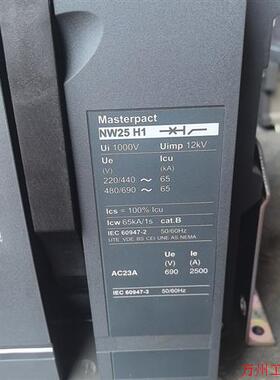 Masterpact
NW25 H1
Ui 1000V Uimp 12kV
Ue Icu
(V) (kA)
220/440 ~ 65
480/690 ~ 65
Ics = 100% Icu
Icw 65kA/1s cat.B
IEC 60947-2 50/60Hz
UTE VDE BS CEI UNE AS NEMA
Ue Ie
(V) (A)
AC23A 690 2500
IEC 60947-3 50/60Hz